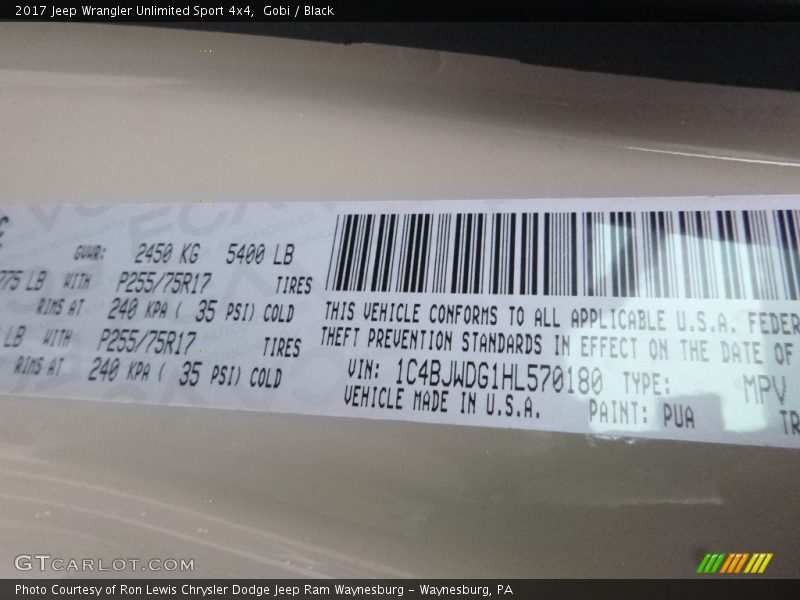 2017 Jeep Wrangler Unlimited Sport 4x4, Gobi / Black
GVWR: 2450 KG 5400 LB
775 LB WITH P255/75R17 TIRES
RIMS AT 240 KPA ( 35 PSI) COLD
LB WITH P255/75R17 TIRES
RIMS AT 240 KPA ( 35 PSI) COLD
THIS VEHICLE CONFORMS TO ALL APPLICABLE U.S.A. FEDER
THEFT PREVENTION STANDARDS IN EFFECT ON THE DATE OF
VIN: 1C4BJWDG1HL570180 TYPE: MPV
VEHICLE MADE IN U.S.A. PAINT: PUA TR
GTCARLOT.COM
Photo Courtesy of Ron Lewis Chrysler Dodge Jeep Ram Waynesburg - Waynesburg, PA